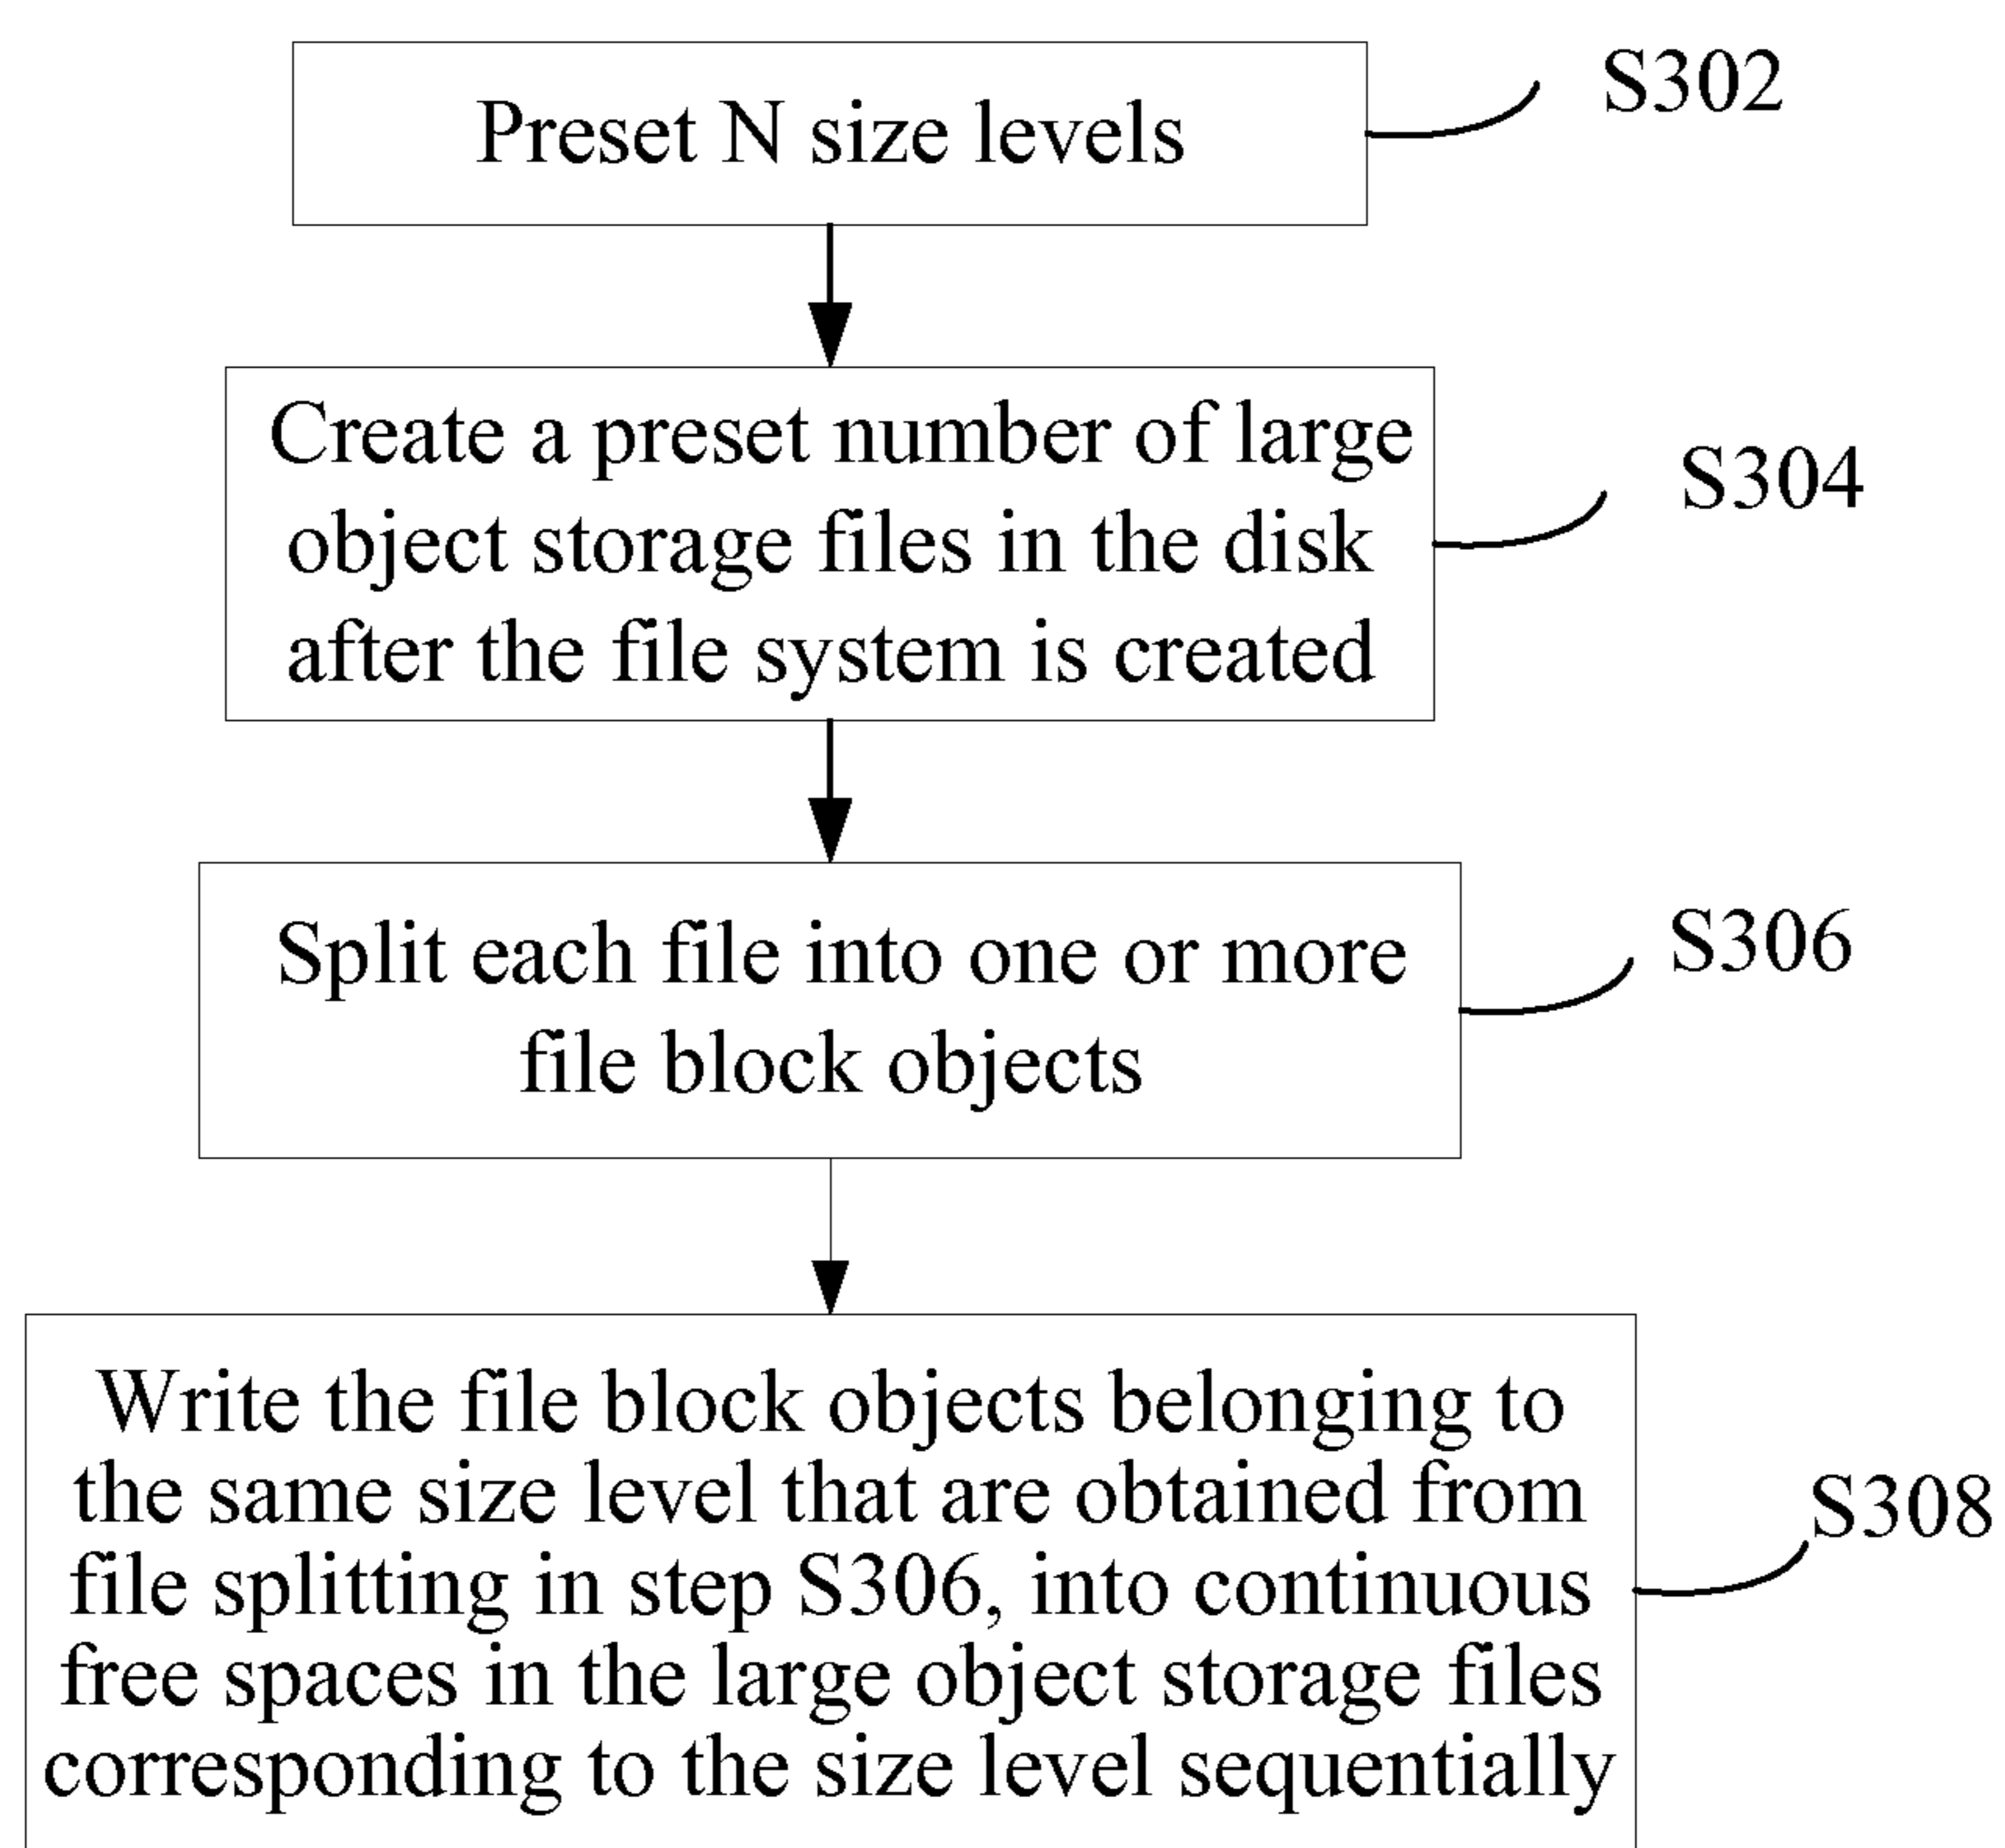 Preset N size levels
S302
Create a preset number of large
object storage files in the disk
after the file system is created
S304
Split each file into one or more
file block objects
S306
Write the file block objects belonging to
the same size level that are obtained from
file splitting in step S306, into continuous
free spaces in the large object storage files
corresponding to the size level sequentially
S308